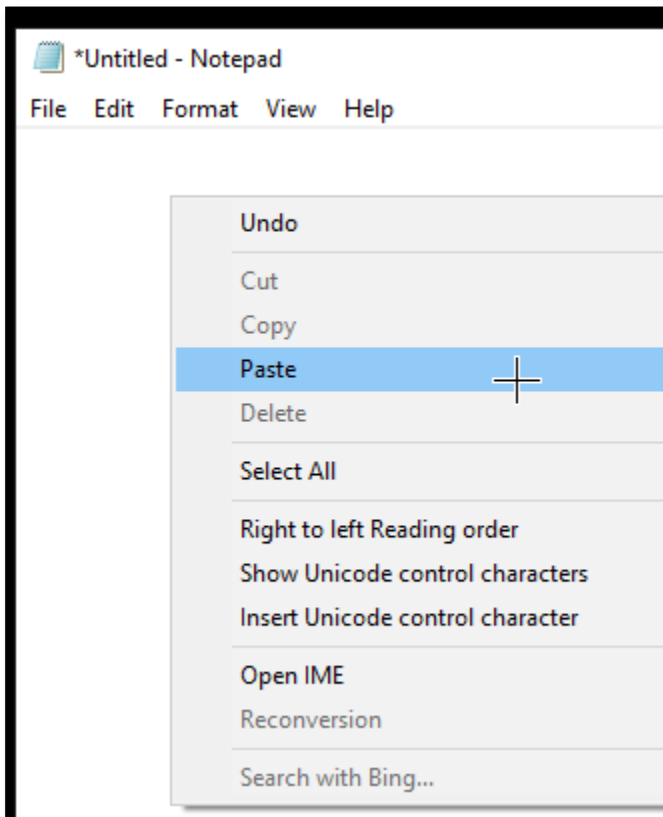 *Untitled - Notepad
File Edit Format View Help
Undo
Cut
Copy
Paste
Delete
Select All
Right to left Reading order
Show Unicode control characters
Insert Unicode control character
Open IME
Reconversion
Search with Bing...